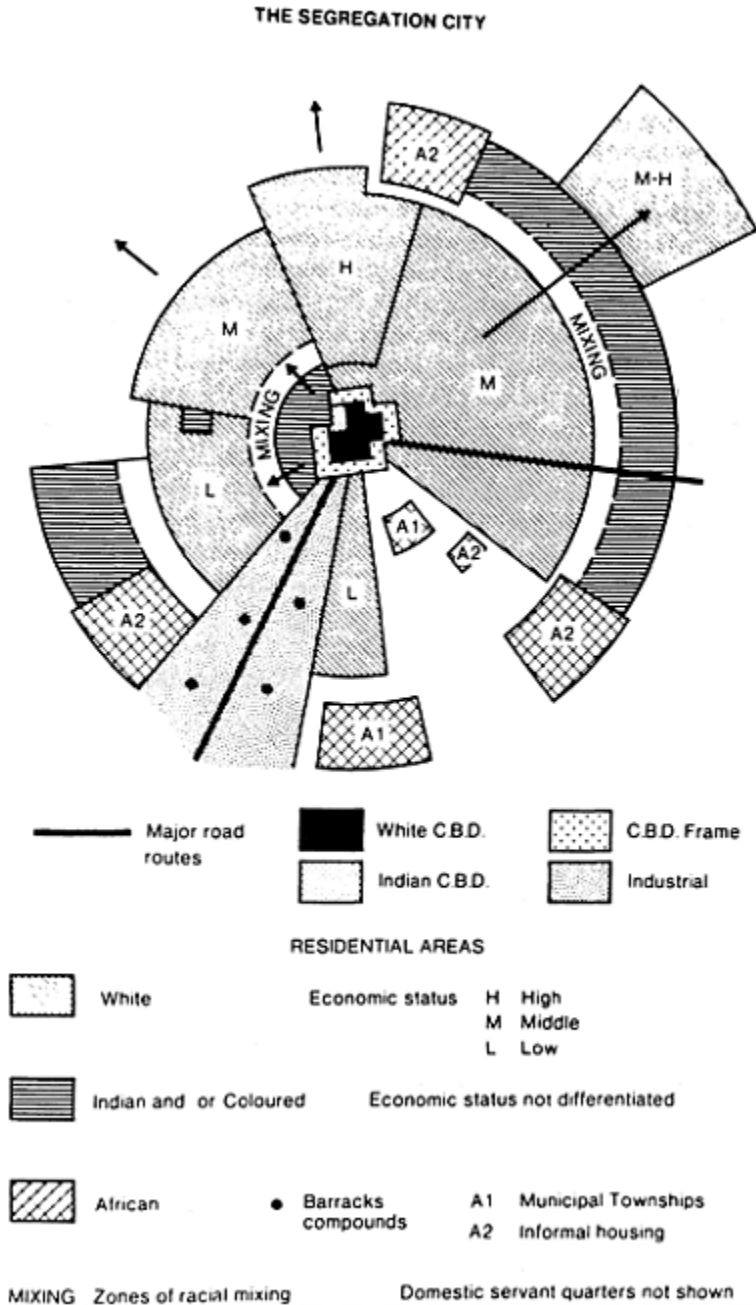 THE SEGREGATION CITY
A2
M-H
H
M
MIXING
M
MIXING
L
A1
A2
L
A2
A2
A1
Major road
routes
White C.B.D.
C.B.D. Frame
Indian C.B.D.
Industrial
RESIDENTIAL AREAS
White
Economic status
H High
M Middle
L Low
Indian and or Coloured
Economic status not differentiated
African
Barracks
compounds
A1 Municipal Townships
A2 Informal housing
MIXING Zones of racial mixing
Domestic servant quarters not shown